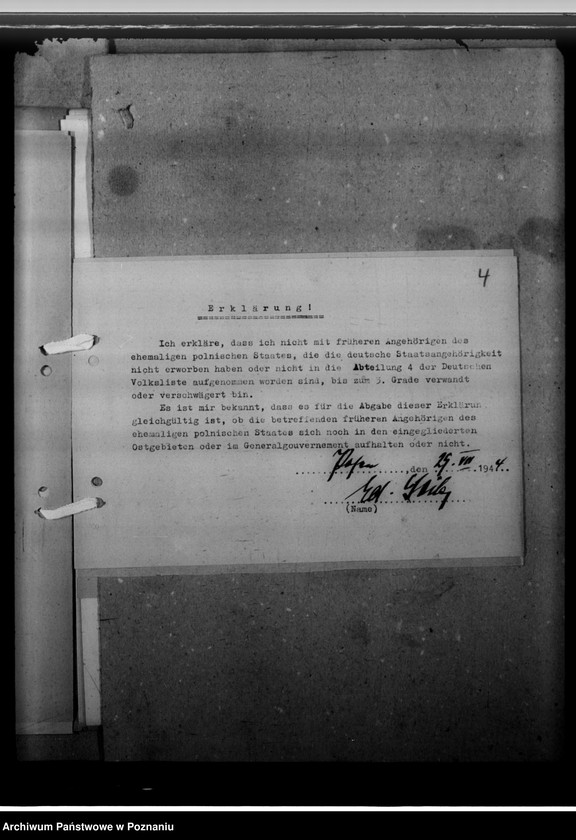 4
Erklärung!
Ich erkläre, dass ich nicht mit früheren Angehörigen des
ehemaligen polnischen Staates, die die deutsche Staatsangehörigkeit
nicht erworben haben oder nicht in die Abteilung 4 der Deutschen
Volksliste aufgenommen worden sind, bis zum 3. Grade verwandt
oder verschwägert bin.
Es ist mir bekannt, dass es für die Abgabe dieser Erklärun
gleichgültig ist, ob die betreffenden früheren Angehörigen des
ehemaligen polnischen Staates sich noch in den eingegliederten
Ostgebieten oder im Generalgouvernement aufhalten oder nicht.
Posen, den 29. VII. 1944.
Ed.
(Name)
Archiwum Państwowe w Poznaniu